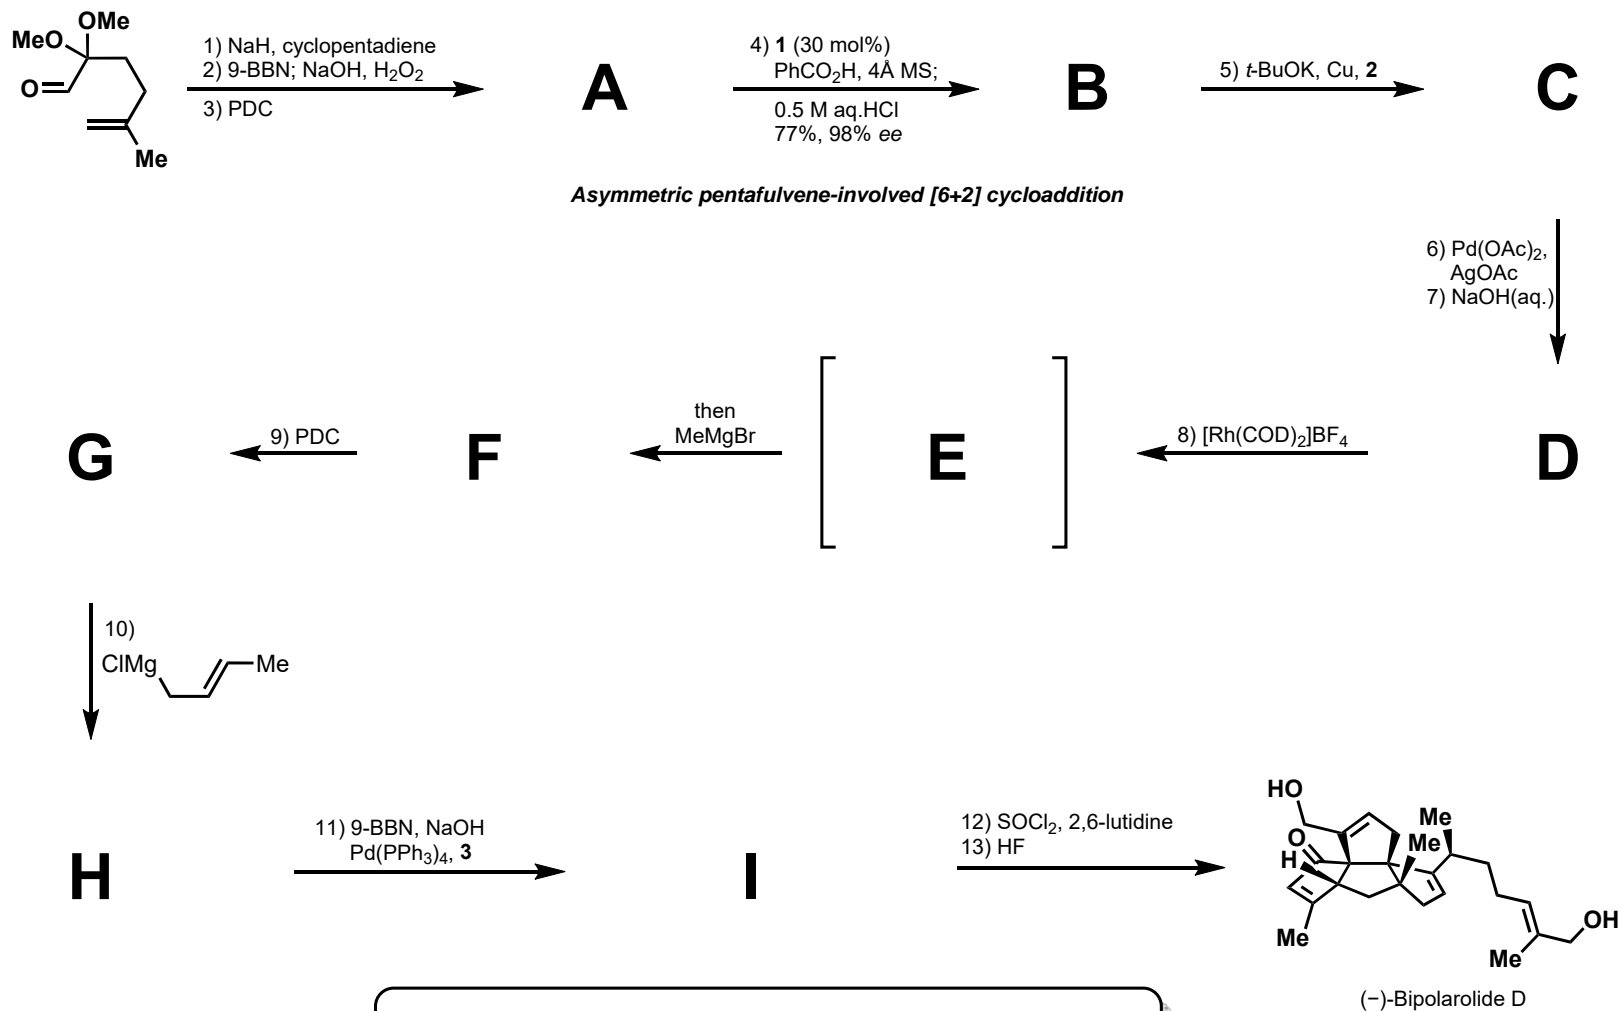 OMe
MeO
O
Me
1) NaH, cyclopentadiene
2) 9-BBN; NaOH, H₂O₂
3) PDC
A
4) 1 (30 mol%)
PhCO₂H, 4Å MS;
0.5 M aq.HCl
77%, 98% ee
B
5) t-BuOK, Cu, 2
C
Asymmetric pentafulvene-involved [6+2] cycloaddition
6) Pd(OAc)₂,
AgOAc
7) NaOH(aq.)
G
9) PDC
F
then
MeMgBr
E
8) [Rh(COD)₂]BF₄
D
10)
ClMg
Me
H
11) 9-BBN, NaOH
Pd(PPh₃)₄, 3
I
12) SOCl₂, 2,6-lutidine
13) HF
HO
O
H
Me
Me
Me
OH
Me
(−)-Bipolarolide D